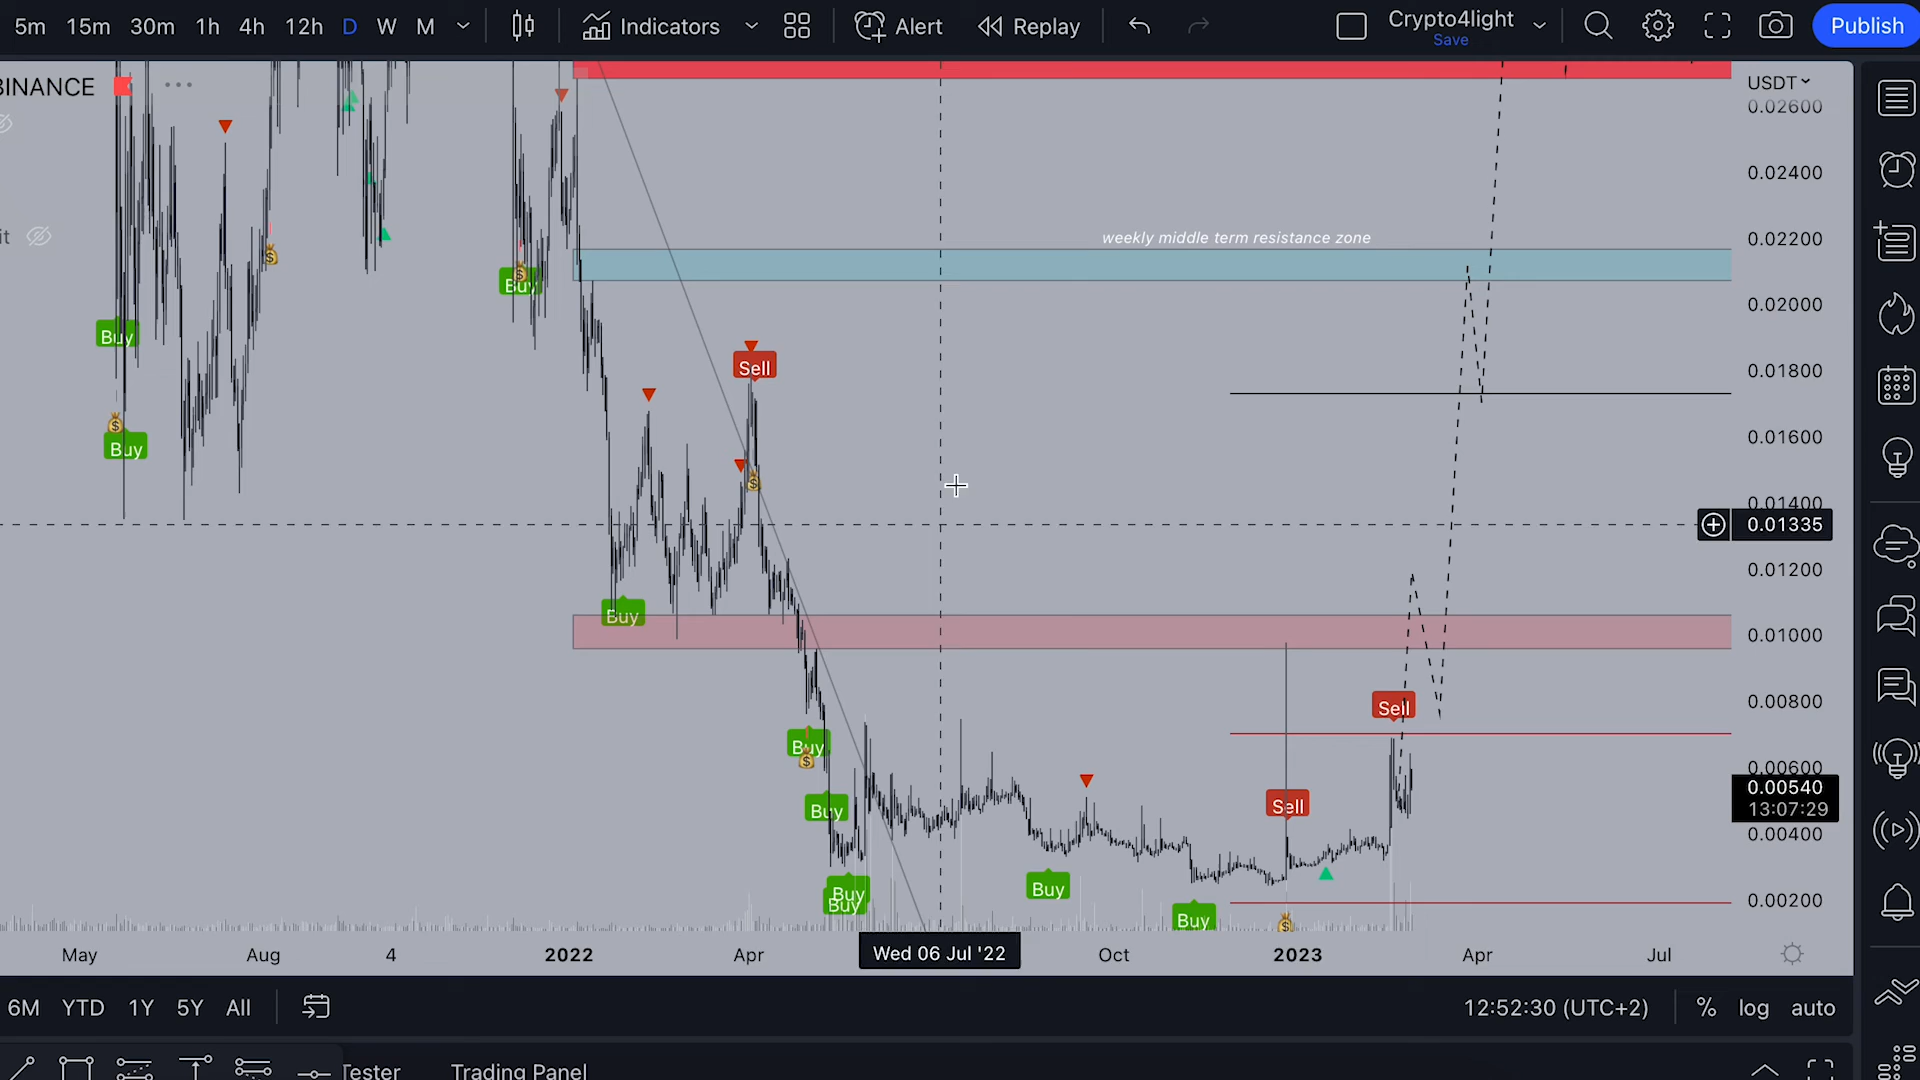 5m 15m 30m 1h 4h 12h D W M Indicators Alert Replay Crypto4light Publish
Save
BINANCE
USDT
0.02600
0.02400
weekly middle term resistance zone
0.02200
it
Buy
0.02000
Buy
Sell
0.01800
Buy
0.01600
0.01400
0.01335
0.01200
Buy
0.01000
Sell
0.00800
Buy
0.00600
0.00540
Buy
Sell
13:07:29
0.00400
Buy
Buy
Buy
0.00200
Buy
May Aug 4 2022 Apr Wed 06 Jul '22 Oct 2023 Apr Jul
6M YTD 1Y 5Y All 12:52:30 (UTC+2) % log auto
Tester Trading Panel